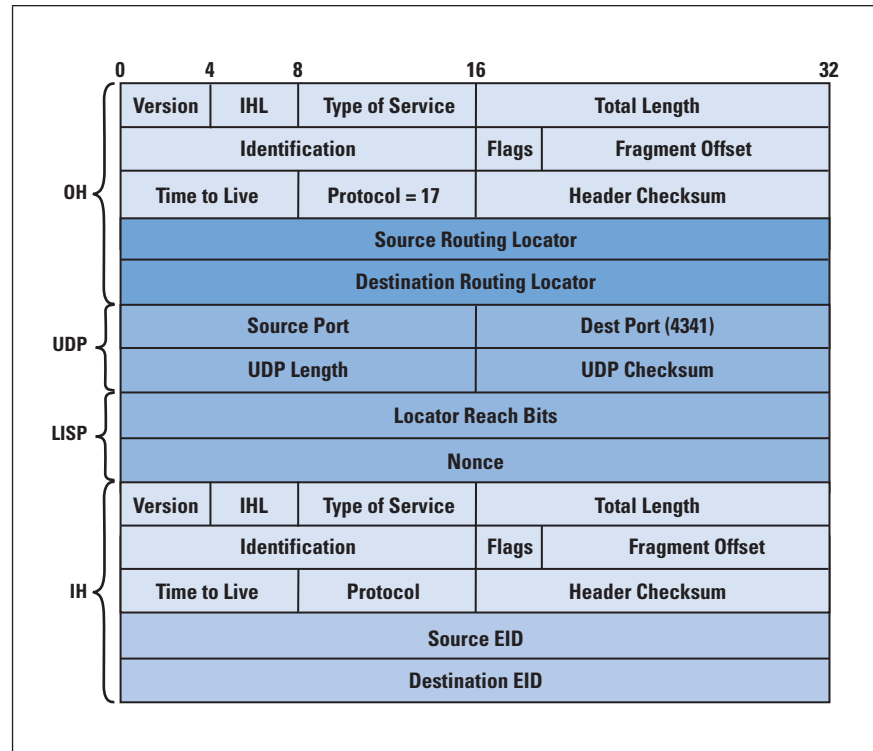 0 4 8 16 32
Version IHL Type of Service Total Length
Identification Flags Fragment Offset
OH Time to Live Protocol = 17 Header Checksum
Source Routing Locator
Destination Routing Locator
Source Port Dest Port (4341)
UDP
UDP Length UDP Checksum
Locator Reach Bits
LISP
Nonce
Version IHL Type of Service Total Length
Identification Flags Fragment Offset
IH Time to Live Protocol Header Checksum
Source EID
Destination EID